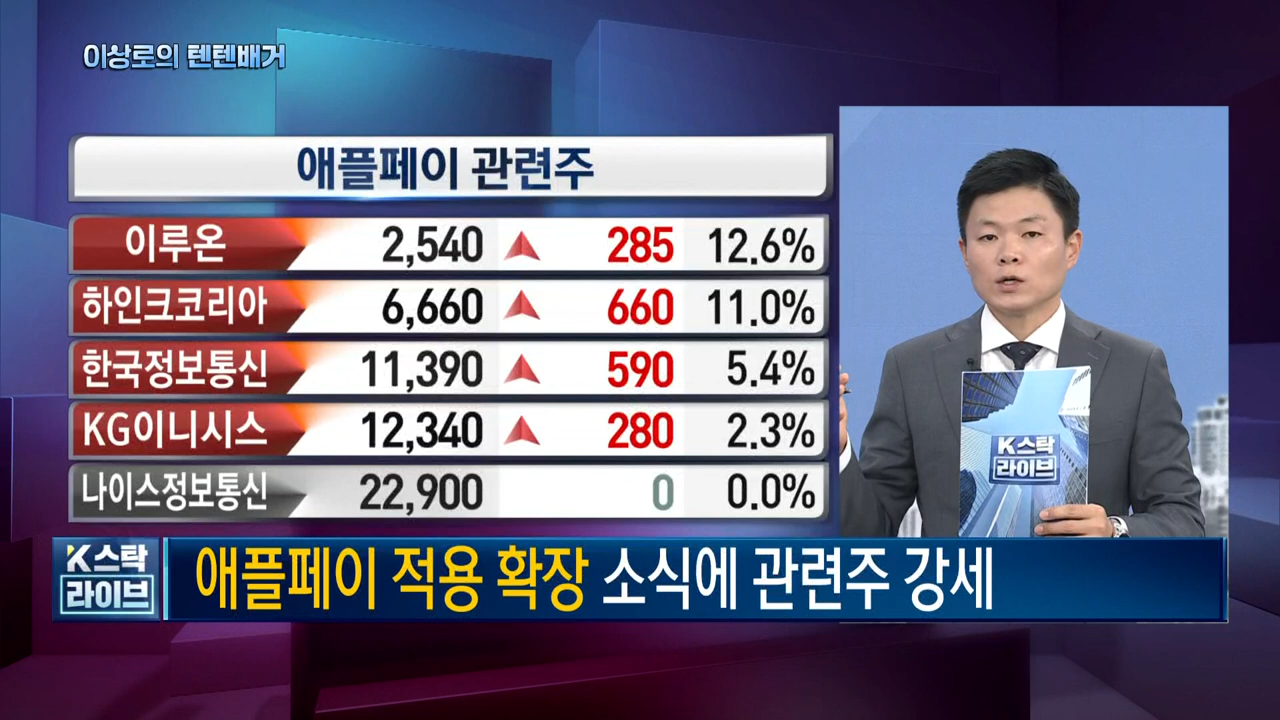 이상로의 텐텐배거
애플페이 관련주
이루온 2,540 ▲ 285 12.6%
하인크코리아 6,660 ▲ 660 11.0%
한국정보통신 11,390 ▲ 590 5.4%
KG이니시스 12,340 ▲ 280 2.3%
나이스정보통신 22,900 0 0.0%
K스탁
라이브
K스탁
라이브
애플페이 적용 확장 소식에 관련주 강세